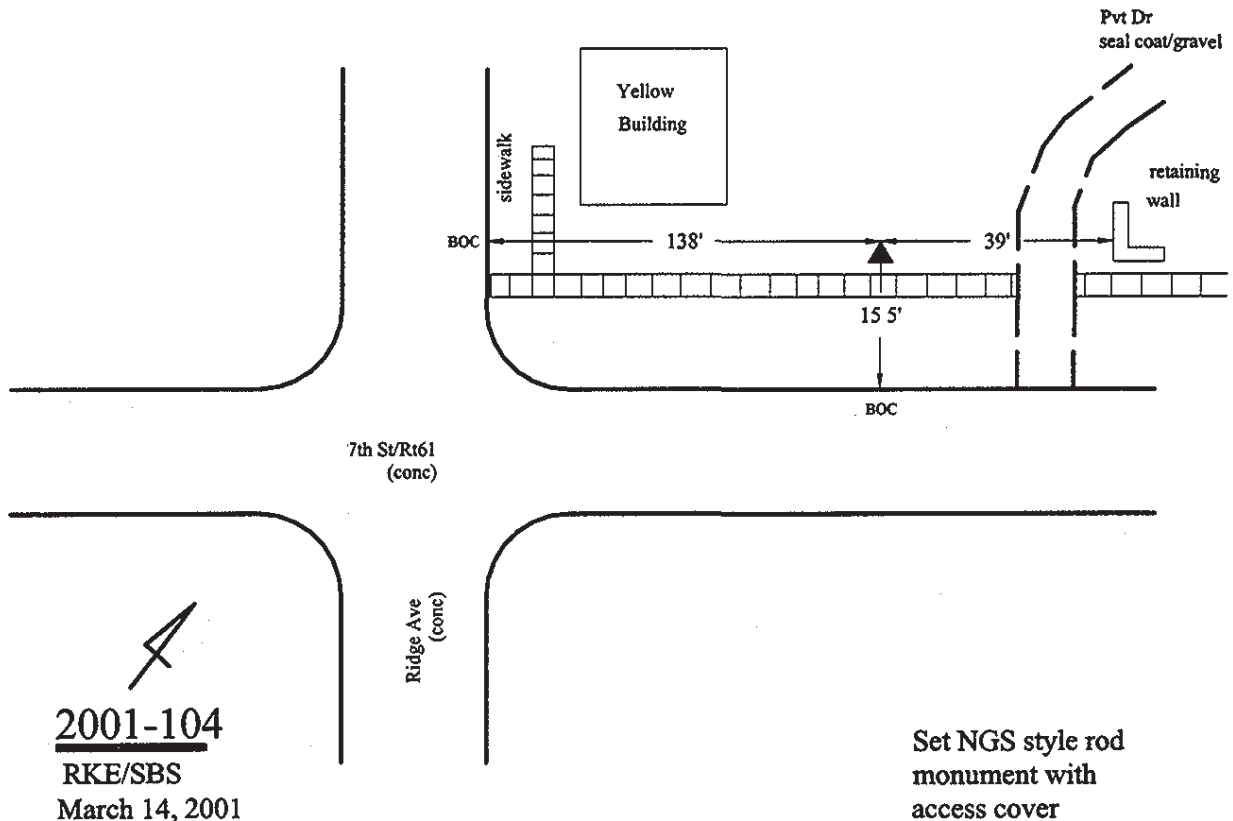 Pvt Dr
seal coat/gravel
Yellow
Building
sidewalk
retaining
wall
BOC
138'
39'
15 5'
BOC
7th St/Rt61
(conc)
Ridge Ave
(conc)
2001-104
RKE/SBS
March 14, 2001
Set NGS style rod
monument with
access cover